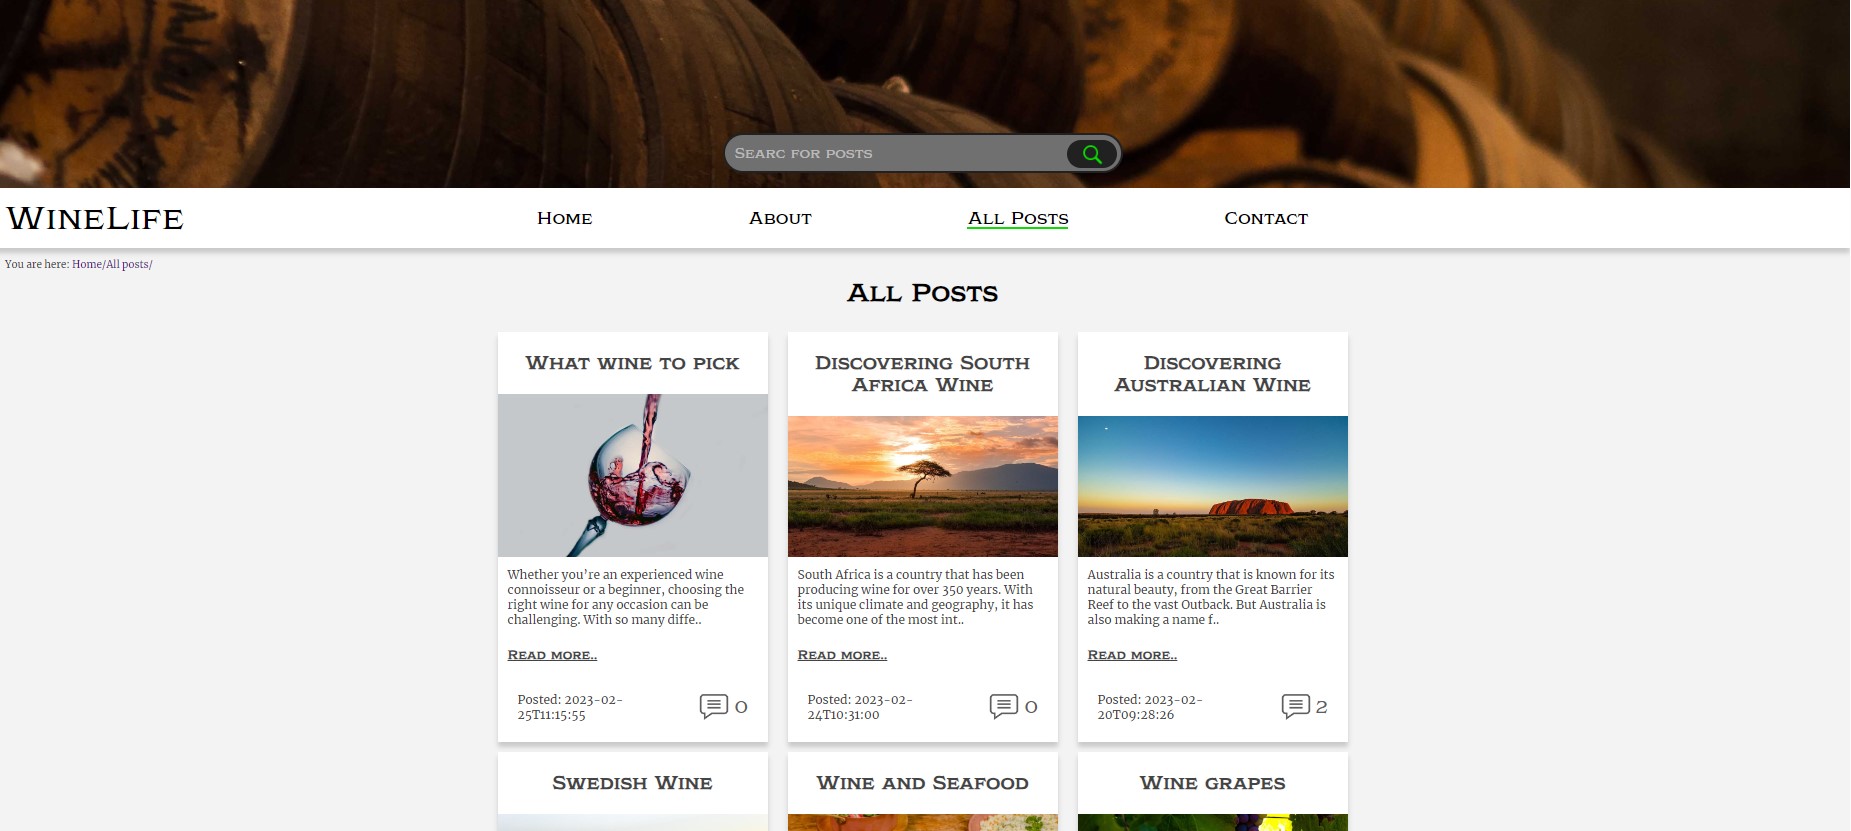 Searc for posts
WineLife
Home About All Posts Contact
You are here: Home/All posts/
All Posts
What wine to pick
Whether you're an experienced wine
connoisseur or a beginner, choosing the
right wine for any occasion can be
challenging. With so many diffe..
Read more..
Posted: 2023-02-
25T11:15:55
0
Discovering South
Africa Wine
South Africa is a country that has been
producing wine for over 350 years. With
its unique climate and geography, it has
become one of the most int..
Read more..
Posted: 2023-02-
24T10:31:00
0
Discovering
Australian Wine
Australia is a country that is known for its
natural beauty, from the Great Barrier
Reef to the vast Outback. But Australia is
also making a name f..
Read more..
Posted: 2023-02-
20T09:28:26
2
Swedish Wine
Wine and Seafood
Wine grapes